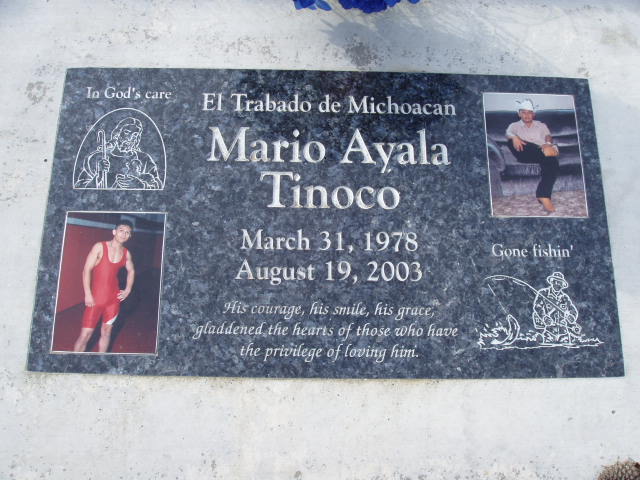 In God's care
El Trabado de Michoacan
Mario Ayala
Tinoco
March 31, 1978
August 19, 2003
Gone fishin'
His courage, his smile, his grace,
gladdened the hearts of those who have
the privilege of loving him.